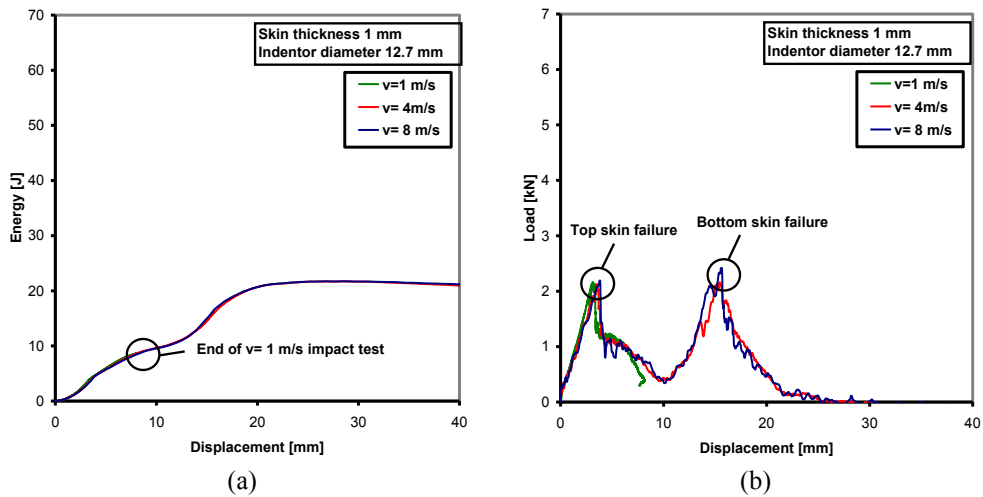 Skin thickness 1 mm
Indentor diameter 12.7 mm
v=1 m/s
v= 4m/s
v= 8 m/s
End of v= 1 m/s impact test
Energy [J]
70
60
50
40
30
20
10
0
0 10 20 30 40
Displacement [mm]
(a)
Skin thickness 1 mm
Indentor diameter 12.7 mm
v=1 m/s
v= 4m/s
v= 8 m/s
Top skin failure
Bottom skin failure
Load [kN]
7
6
5
4
3
2
1
0
0 10 20 30 40
Displacement [mm]
(b)